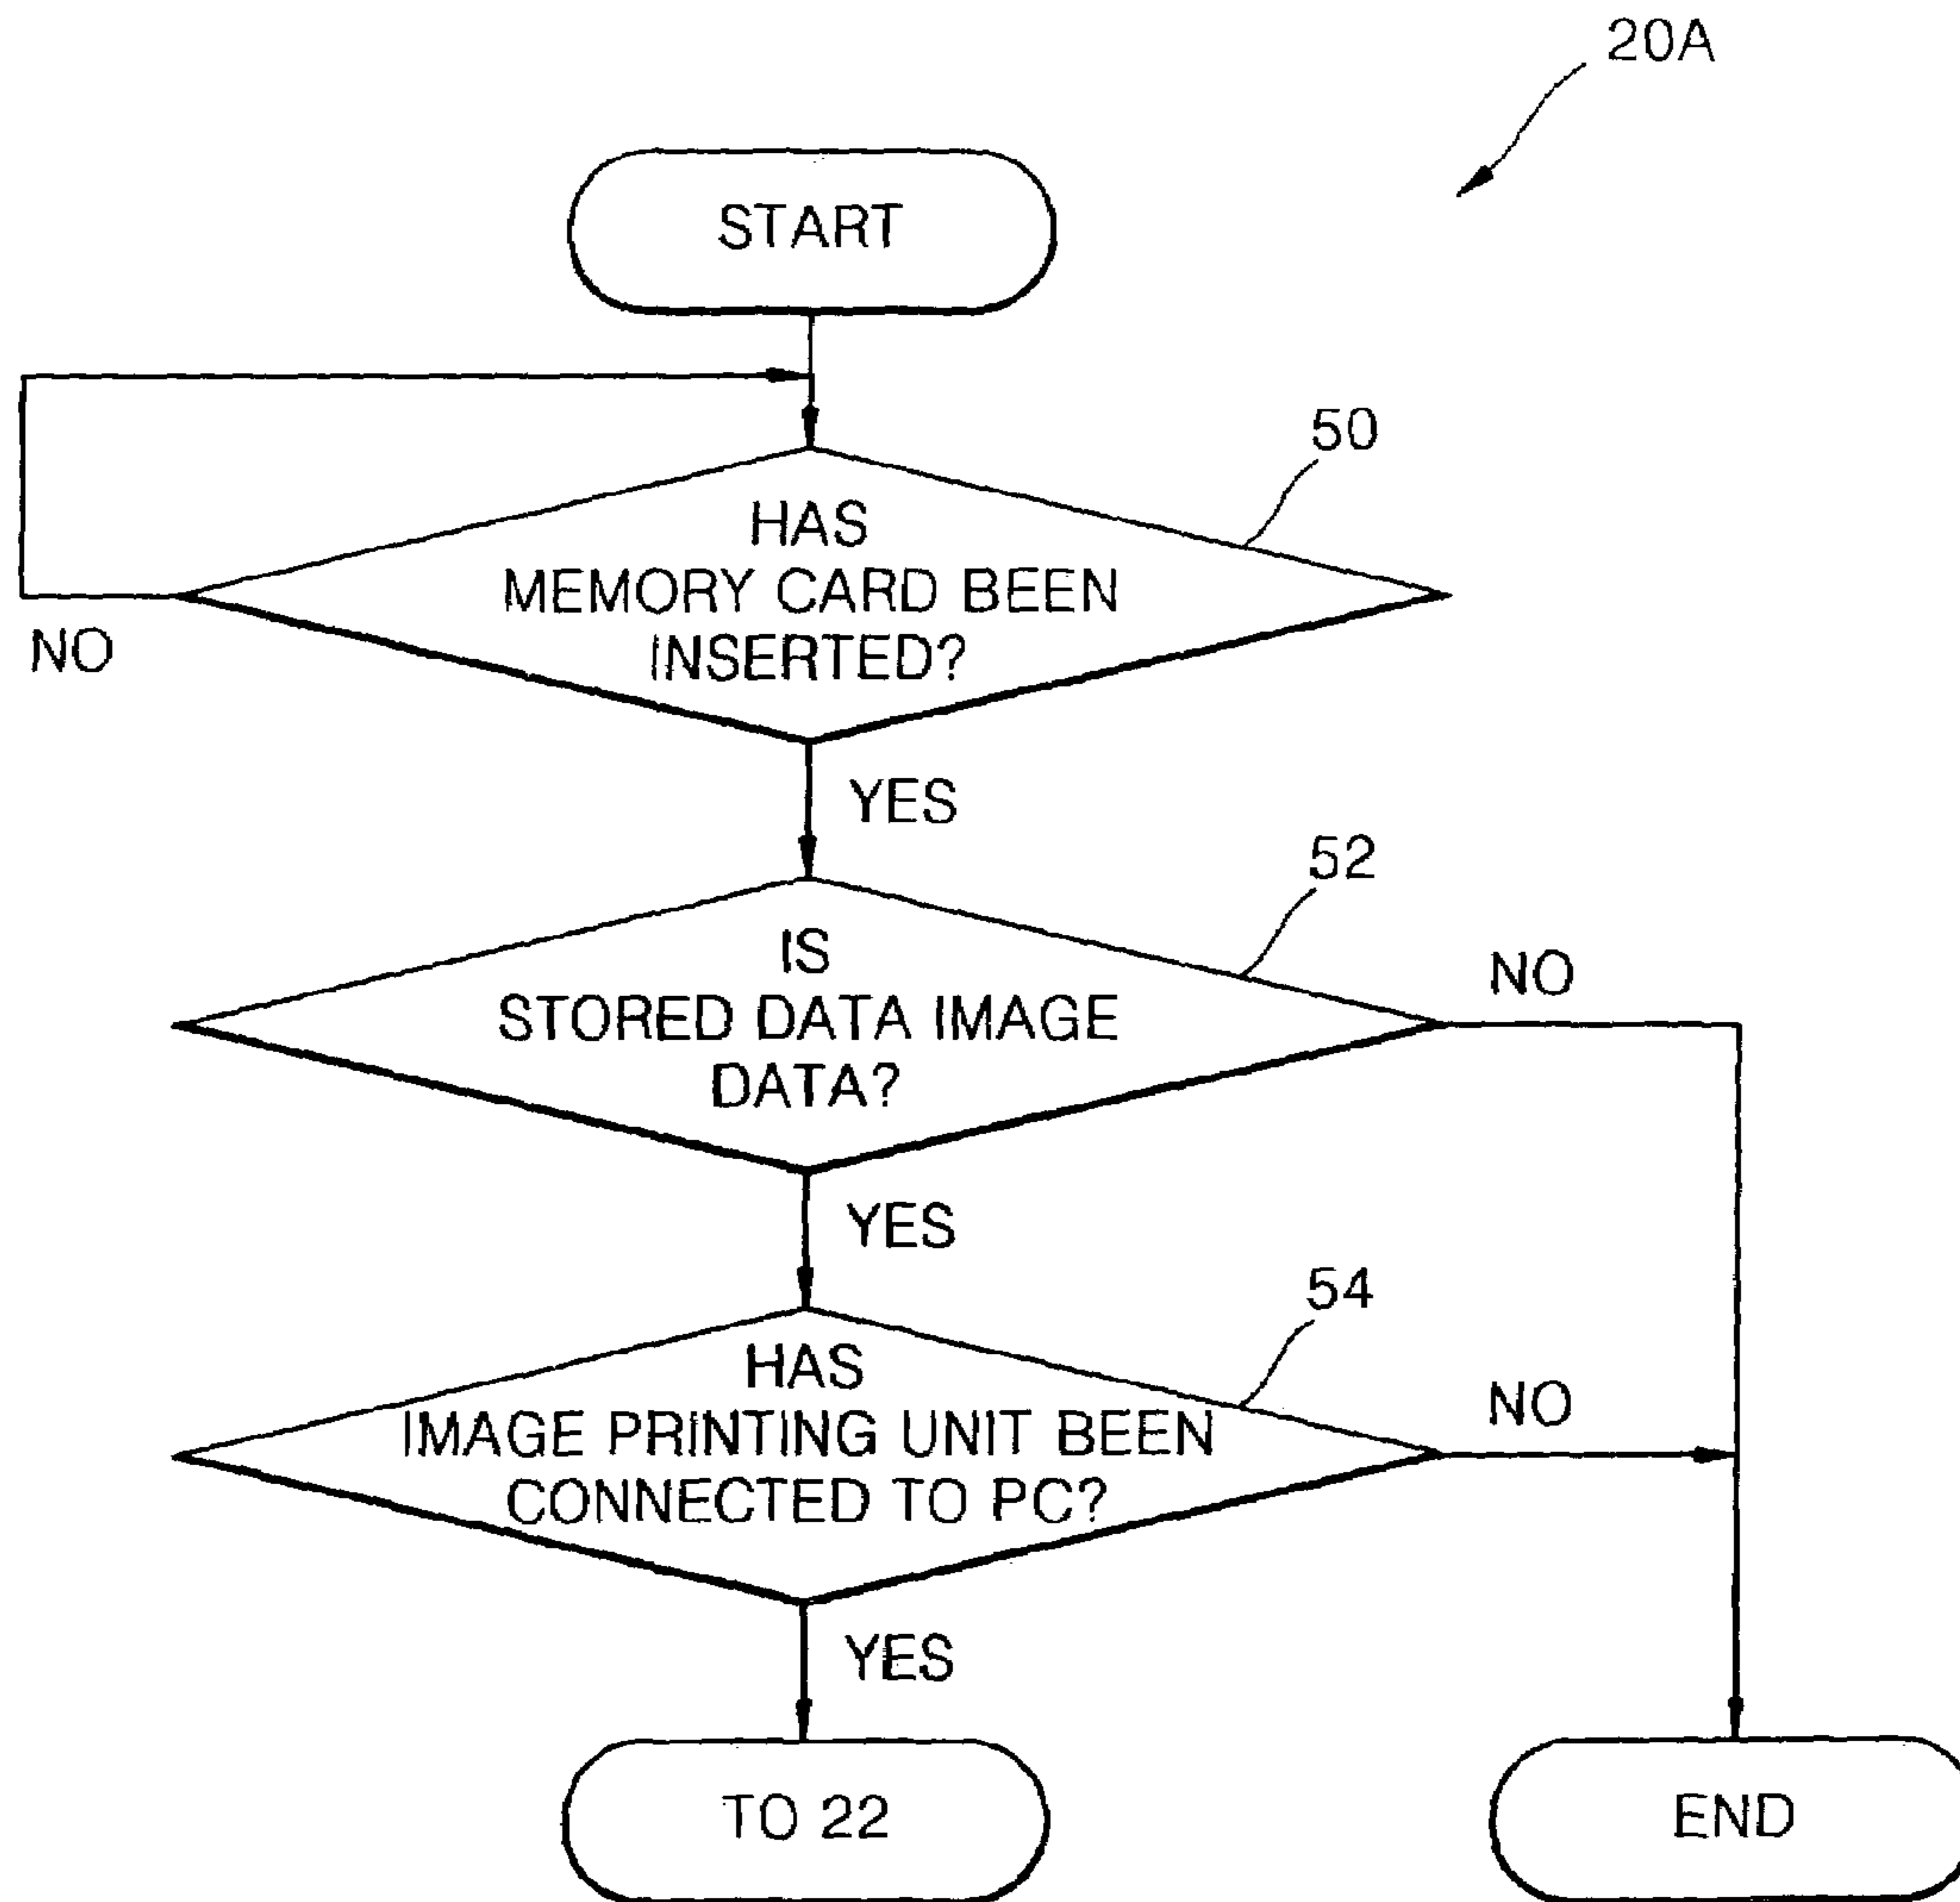 20A
START
50
HAS
MEMORY CARD BEEN
INSERTED?
NO
YES
52
IS
STORED DATA IMAGE
DATA?
NO
YES
54
HAS
IMAGE PRINTING UNIT BEEN
CONNECTED TO PC?
NO
YES
TO 22
END